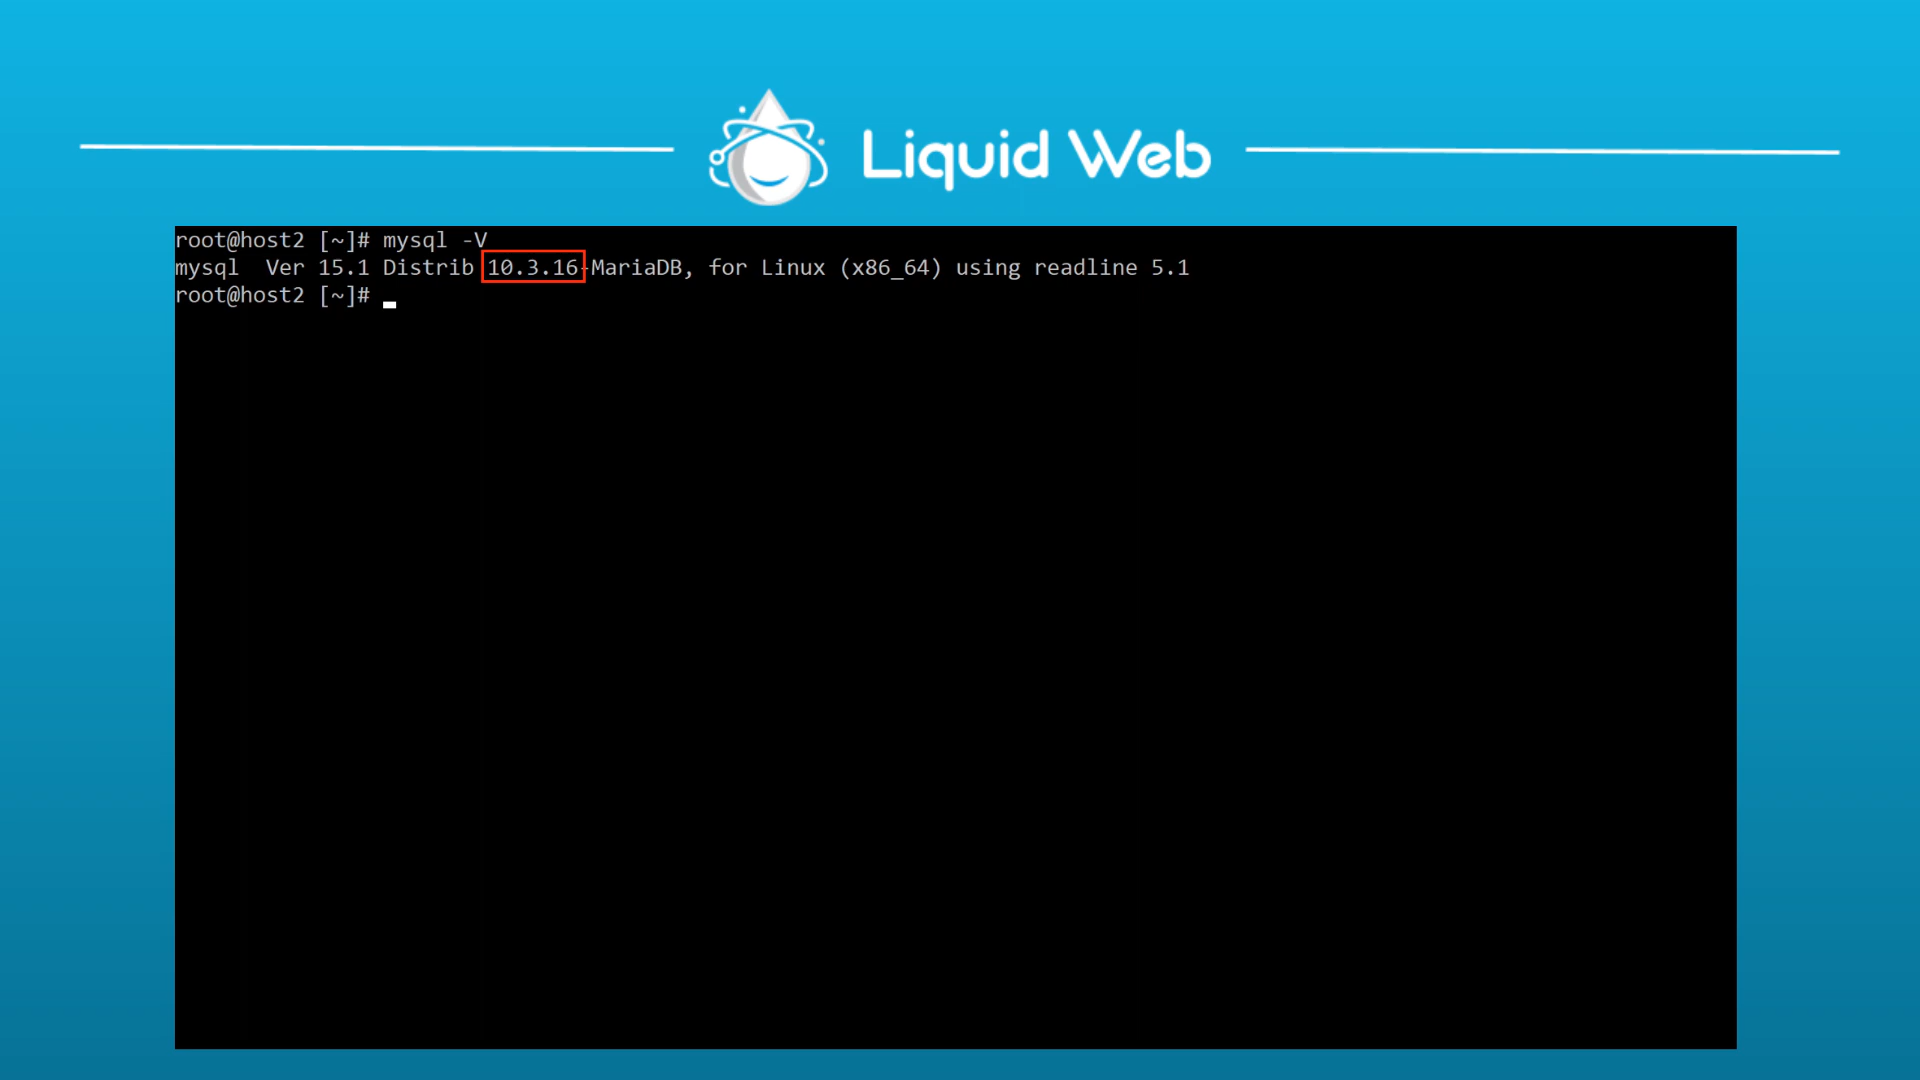 Liquid Web
root@host2 [~]# mysql -V
mysql  Ver 15.1 Distrib 10.3.16-MariaDB, for Linux (x86_64) using readline 5.1
root@host2 [~]#